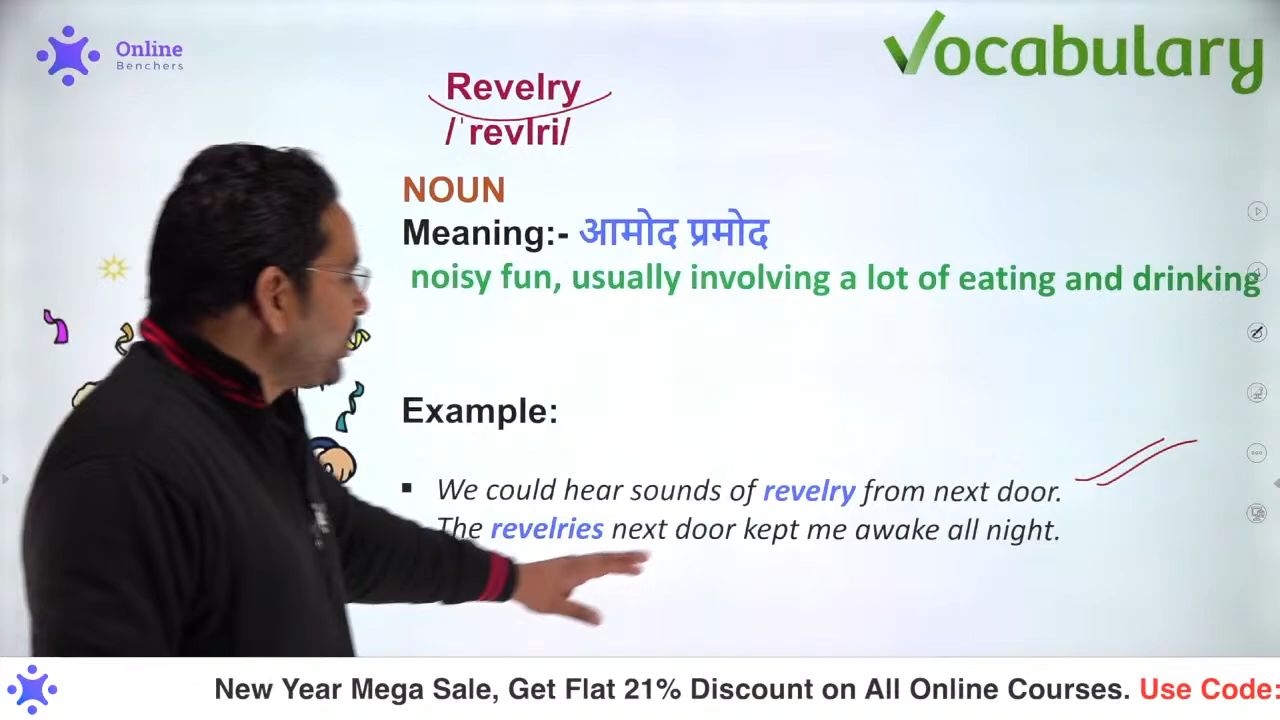 Online
Benchers
Vocabulary
Revelry
/ˈrevlri/
NOUN
Meaning:- आमोद प्रमोद
noisy fun, usually involving a lot of eating and drinking
Example:
▪ We could hear sounds of revelry from next door.
The revelries next door kept me awake all night.
New Year Mega Sale, Get Flat 21% Discount on All Online Courses. Use Code: